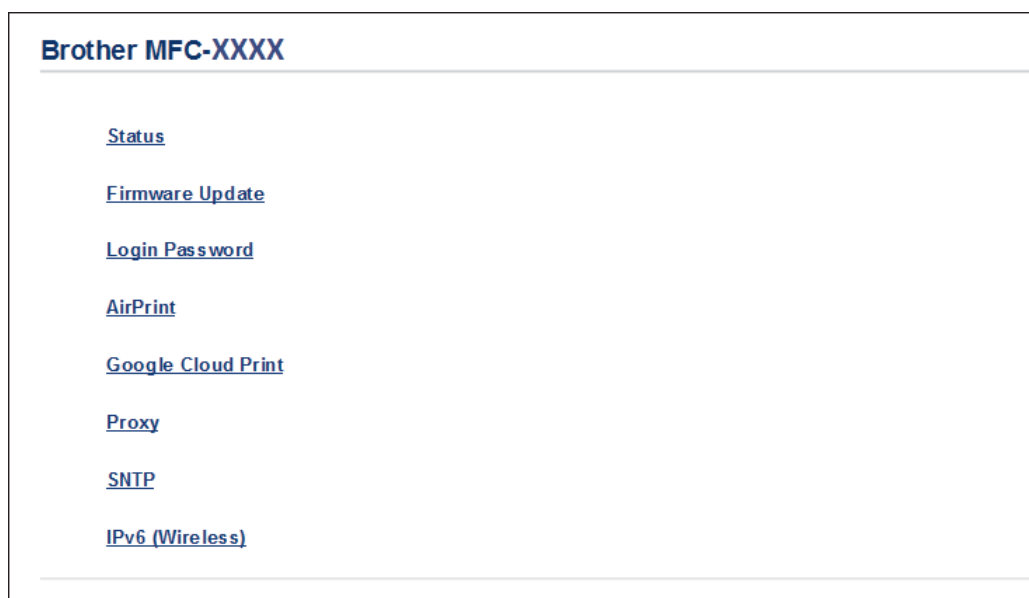 Brother MFC-XXXX
Status
Firmware Update
Login Password
AirPrint
Google Cloud Print
Proxy
SNTP
IPv6 (Wireless)